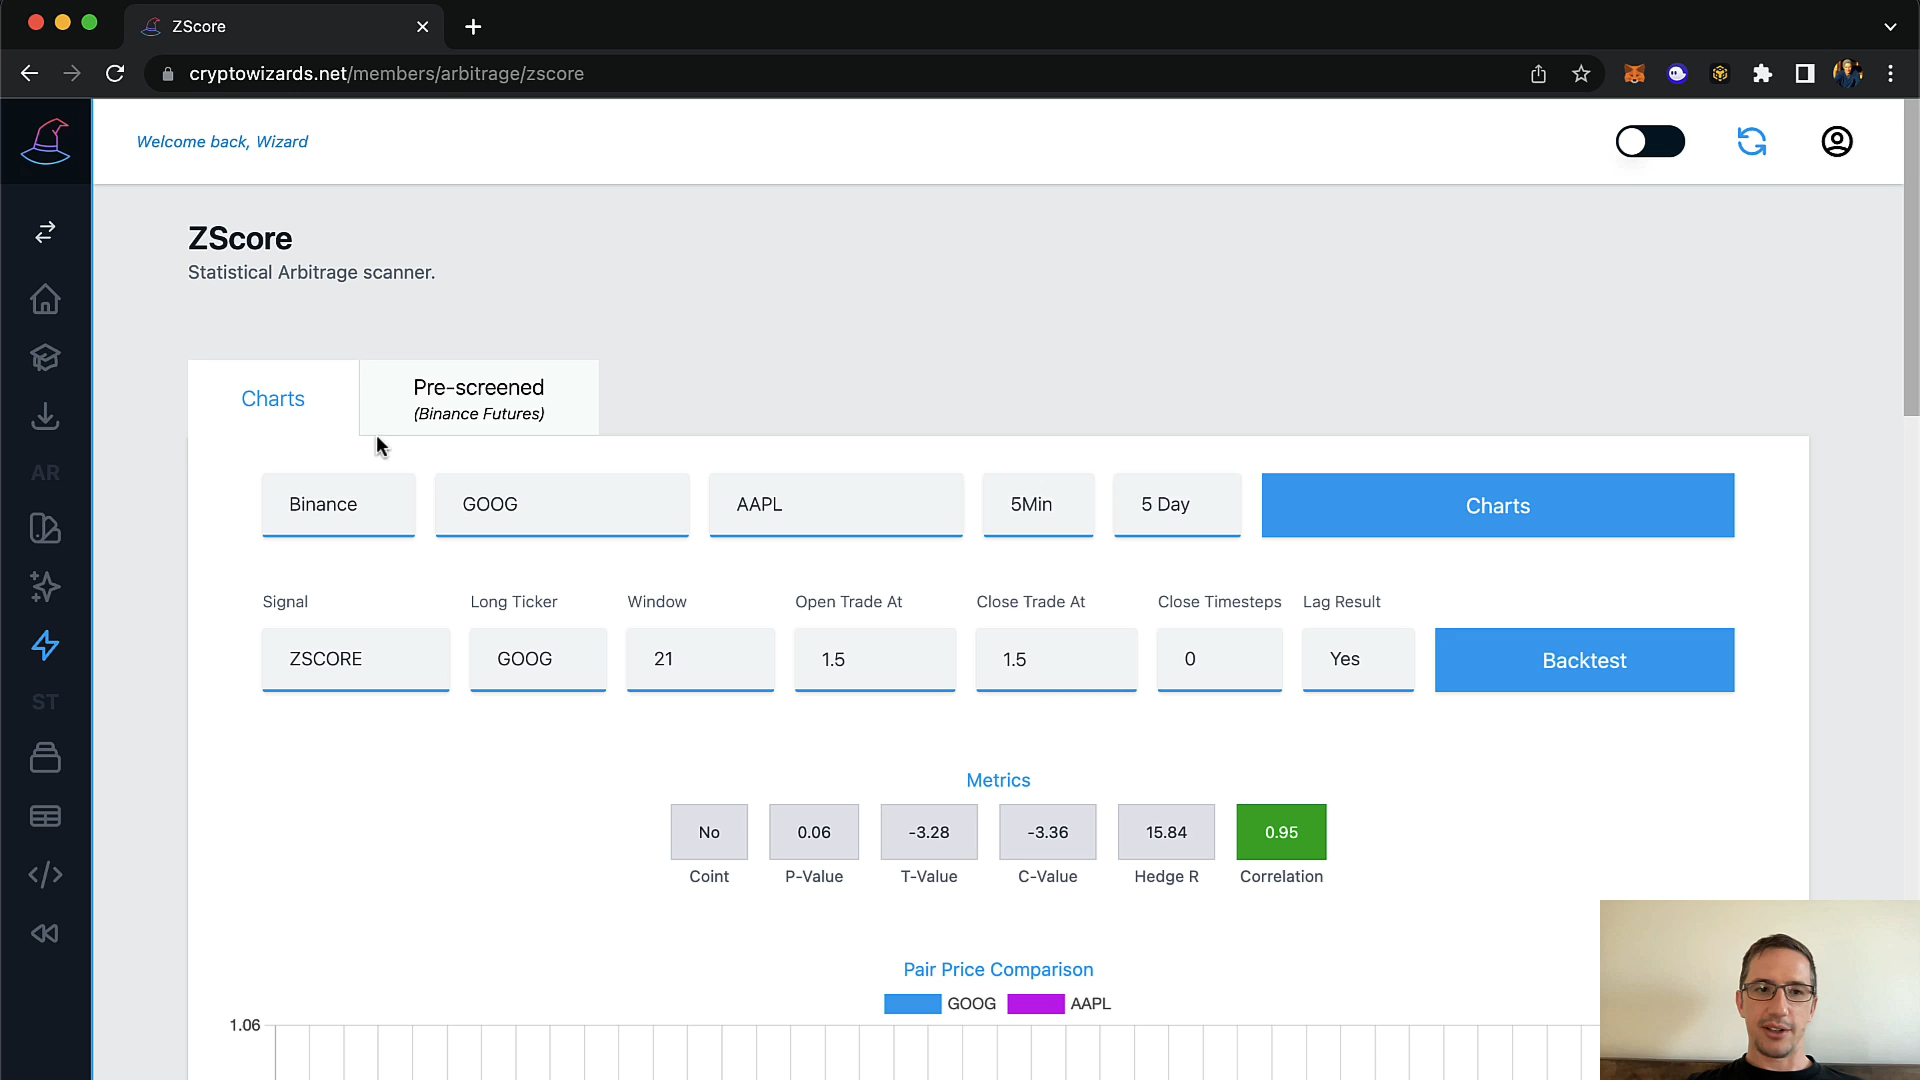 ZScore
cryptowizards.net/members/arbitrage/zscore
Welcome back, Wizard
ZScore
Statistical Arbitrage scanner.
Charts
Pre-screened
(Binance Futures)
Binance GOOG AAPL 5Min 5 Day Charts
Signal Long Ticker Window Open Trade At Close Trade At Close Timesteps Lag Result
ZSCORE GOOG 21 1.5 1.5 0 Yes Backtest
AR
ST
Metrics
No 0.06 -3.28 -3.36 15.84 0.95
Coint P-Value T-Value C-Value Hedge R Correlation
Pair Price Comparison
GOOG AAPL
1.06